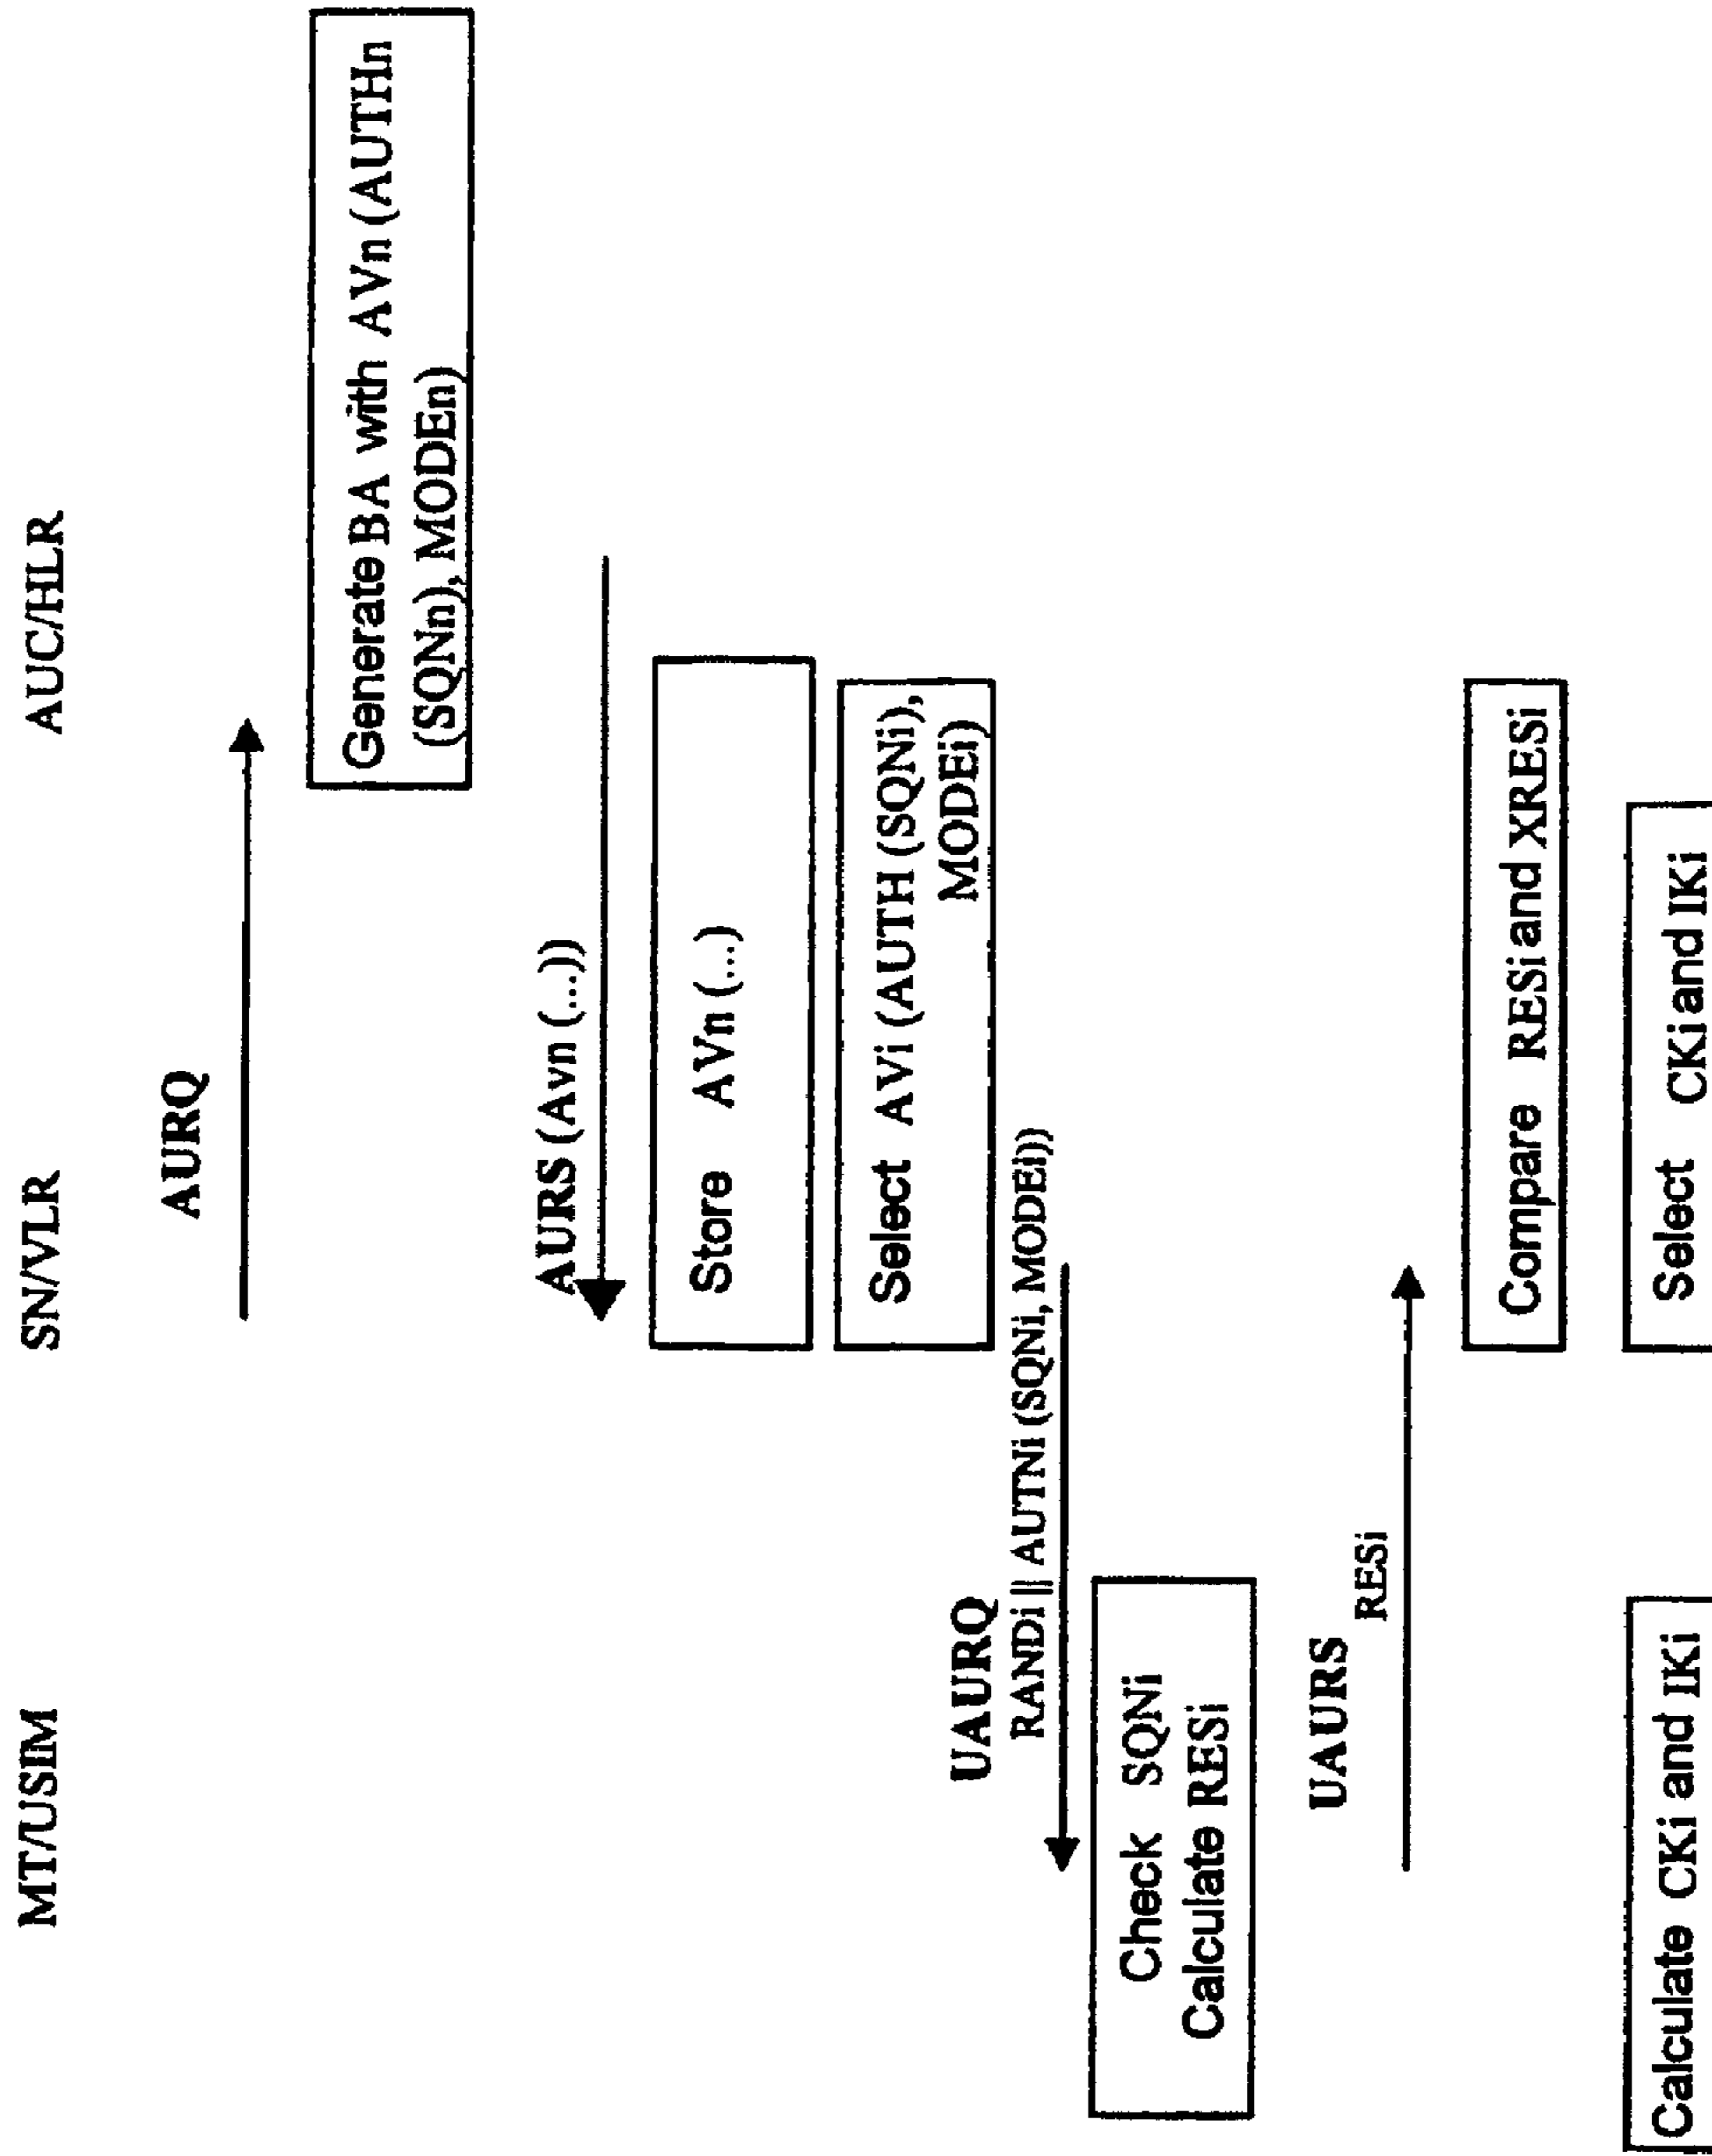 MT/USIM
SN/VLR
AUC/HLR
AURQ
Generate BA with AVn (AUTHn
(SQNn), MODEn)
AURS (Avn (...))
Store AVn (...)
Select AVi (AUTH (SQNi),
MODEi)
UAURQ
RANDi || AUTNi (SQNi, MODEi))
Check SQNi
Calculate RESi
UAURS
RESi
Compare RESi and XRESi
Calculate CKi and IKi
Select CKi and IKi